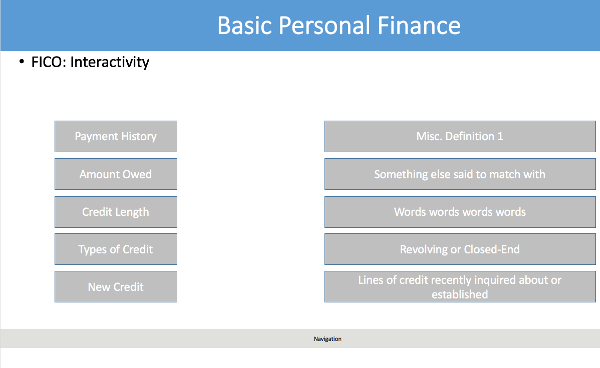 Basic Personal Finance
• FICO: Interactivity
Payment History
Misc. Definition 1
Amount Owed
Something else said to match with
Credit Length
Words words words words
Types of Credit
Revolving or Closed-End
New Credit
Lines of credit recently inquired about or
established
Navigation